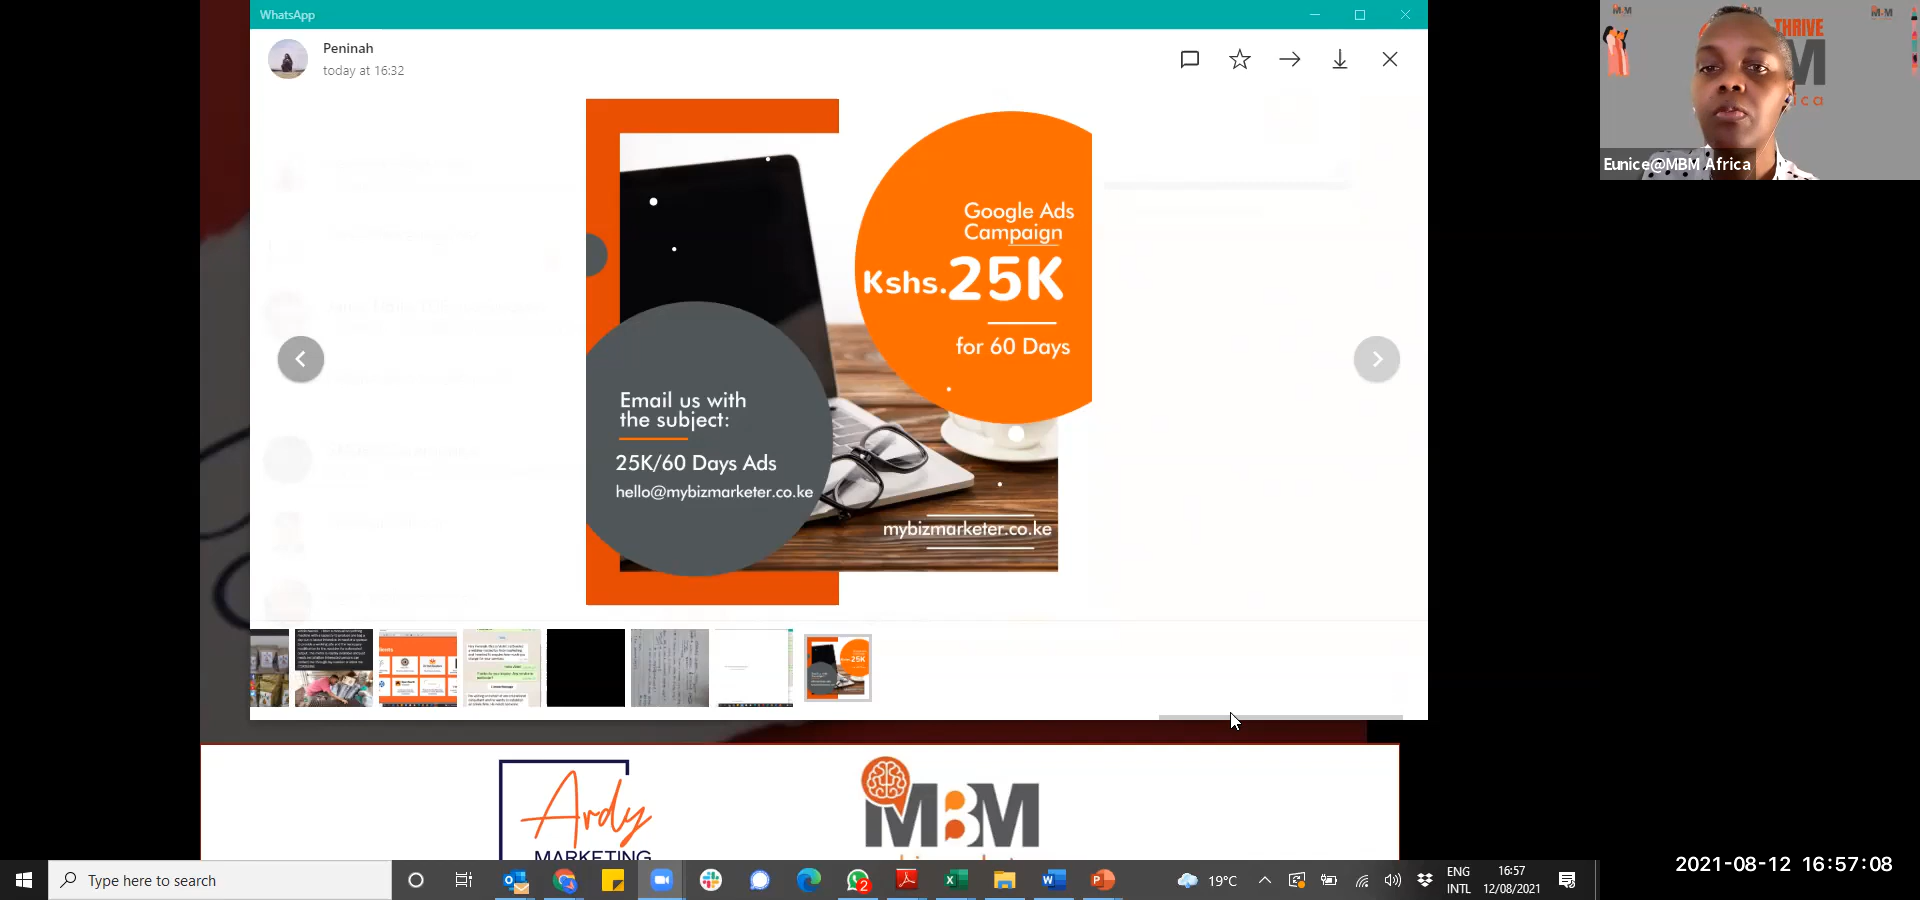 WhatsApp
Peninah
today at 16:32
Google Ads
Campaign
Kshs.25K
for 60 Days
Email us with
the subject:
25K/60 Days Ads
hello@mybizmarketer.co.ke
mybizmarketer.co.ke
THRIVE
Eunice@MBM Africa
Ardy
MARKETING
MBM
Type here to search
2
19°C
ENG
INTL
16:57
12/08/2021
2021-08-12 16:57:08